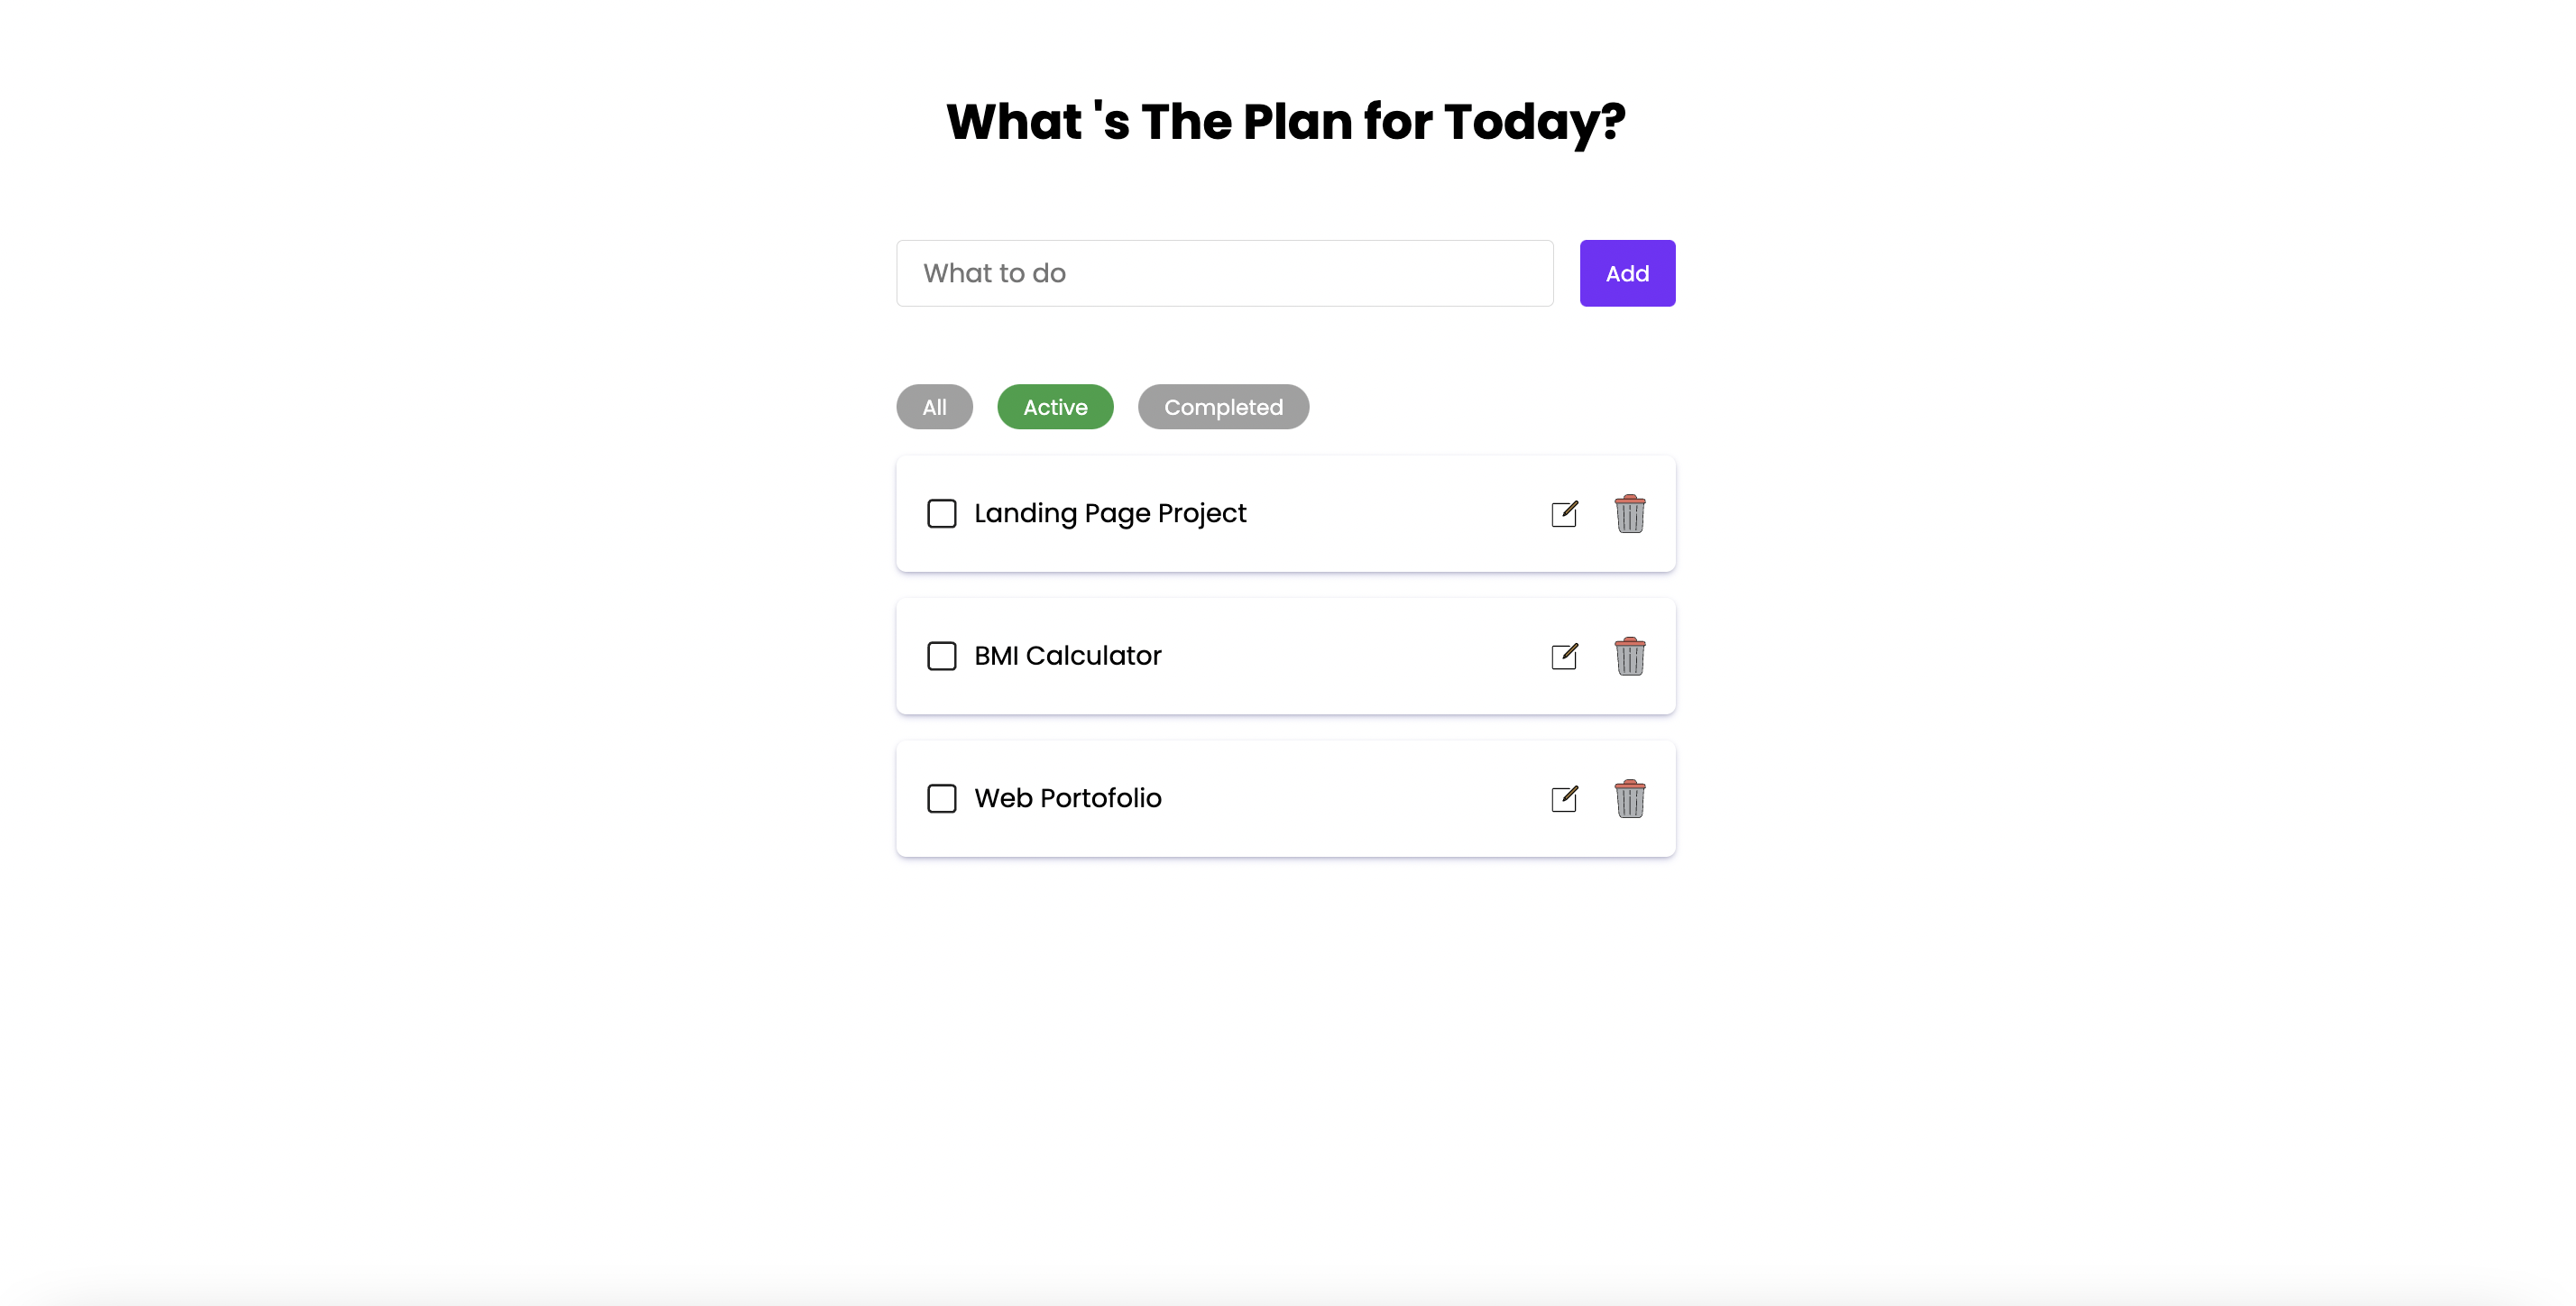 What 's The Plan for Today?
What to do
Add
All Active Completed
Landing Page Project
BMI Calculator
Web Portofolio